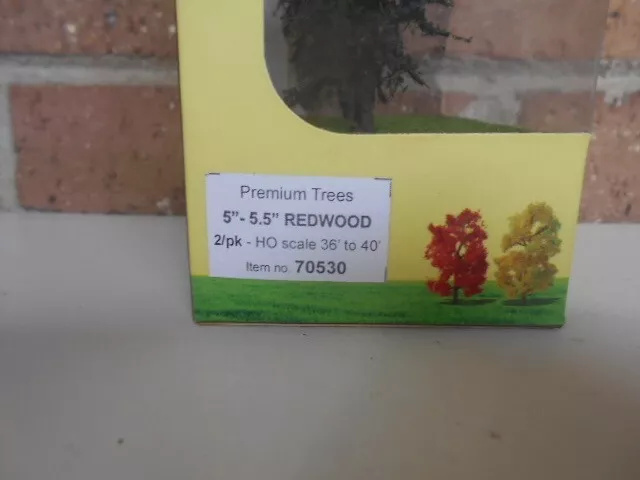 Premium Trees
5”- 5.5” REDWOOD
2/pk - HO scale 36' to 40'
Item no. 70530